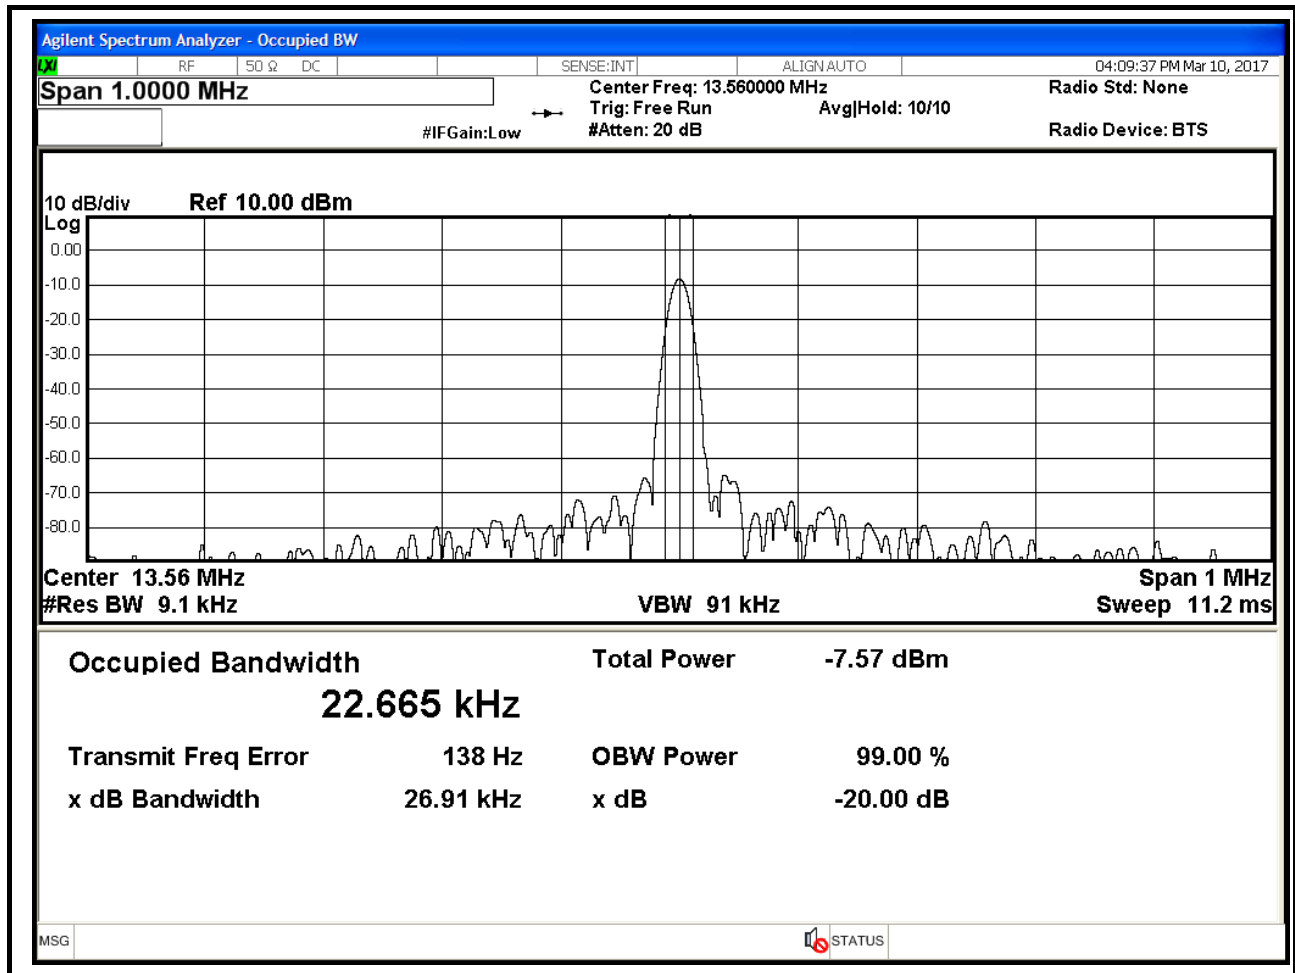 Agilent Spectrum Analyzer - Occupied BW
LXI RF 50 Ω DC SENSE:INT ALIGN AUTO 04:09:37 PM Mar 10, 2017
Span 1.0000 MHz Center Freq: 13.560000 MHz Radio Std: None
Trig: Free Run Avg|Hold: 10/10
#IFGain:Low #Atten: 20 dB Radio Device: BTS
10 dB/div Ref 10.00 dBm
Log
0.00
-10.0
-20.0
-30.0
-40.0
-50.0
-60.0
-70.0
-80.0
Center 13.56 MHz Span 1 MHz
#Res BW 9.1 kHz VBW 91 kHz Sweep 11.2 ms
Occupied Bandwidth Total Power -7.57 dBm
22.665 kHz
Transmit Freq Error 138 Hz OBW Power 99.00 %
x dB Bandwidth 26.91 kHz x dB -20.00 dB
MSG STATUS